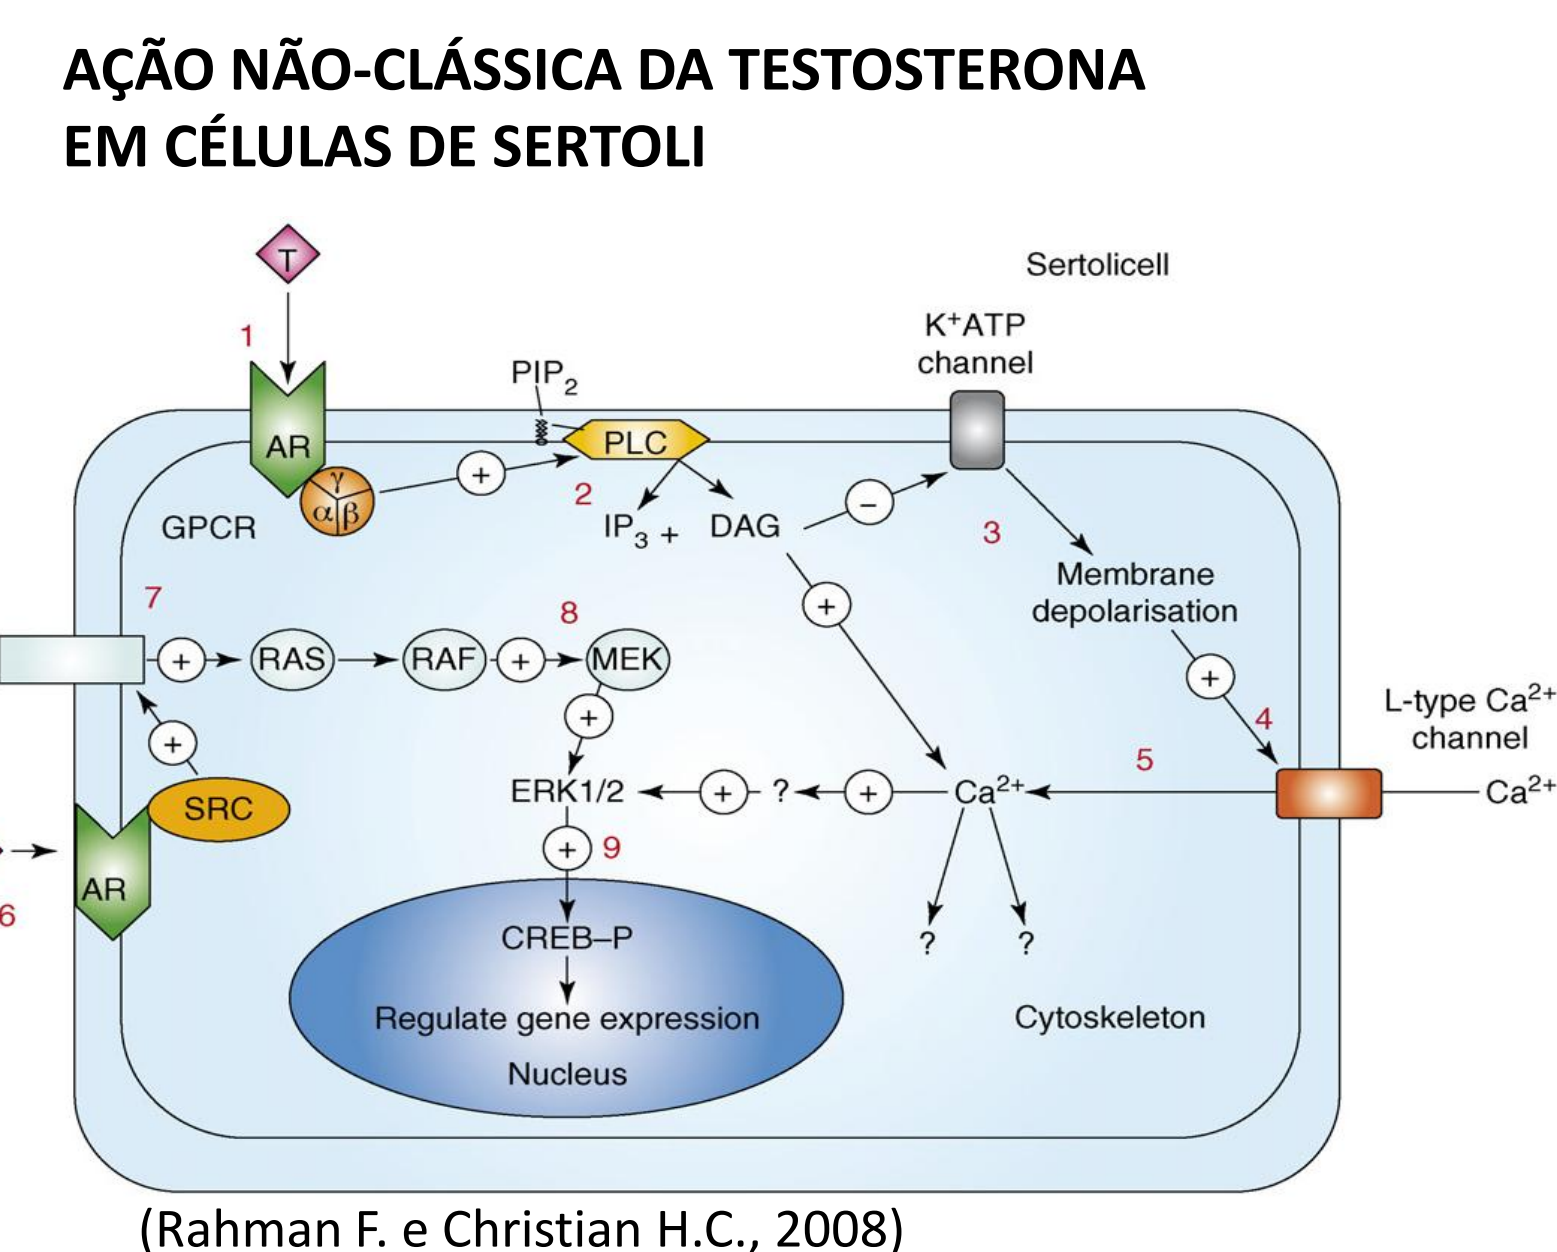 AÇÃO NÃO-CLÁSSICA DA TESTOSTERONA
EM CÉLULAS DE SERTOLI
T
Sertolicell
1
K⁺ATP
channel
PIP₂
AR
PLC
γ
α β
+
2
–
GPCR
IP₃ + DAG
3
Membrane
depolarisation
7
8
+
+ RAS RAF + MEK
+
L-type Ca²⁺
channel
4
+
+
5
SRC
ERK1/2 + ? + Ca²⁺
Ca²⁺
AR
+ 9
6
CREB–P
? ?
Regulate gene expression
Cytoskeleton
Nucleus
(Rahman F. e Christian H.C., 2008)